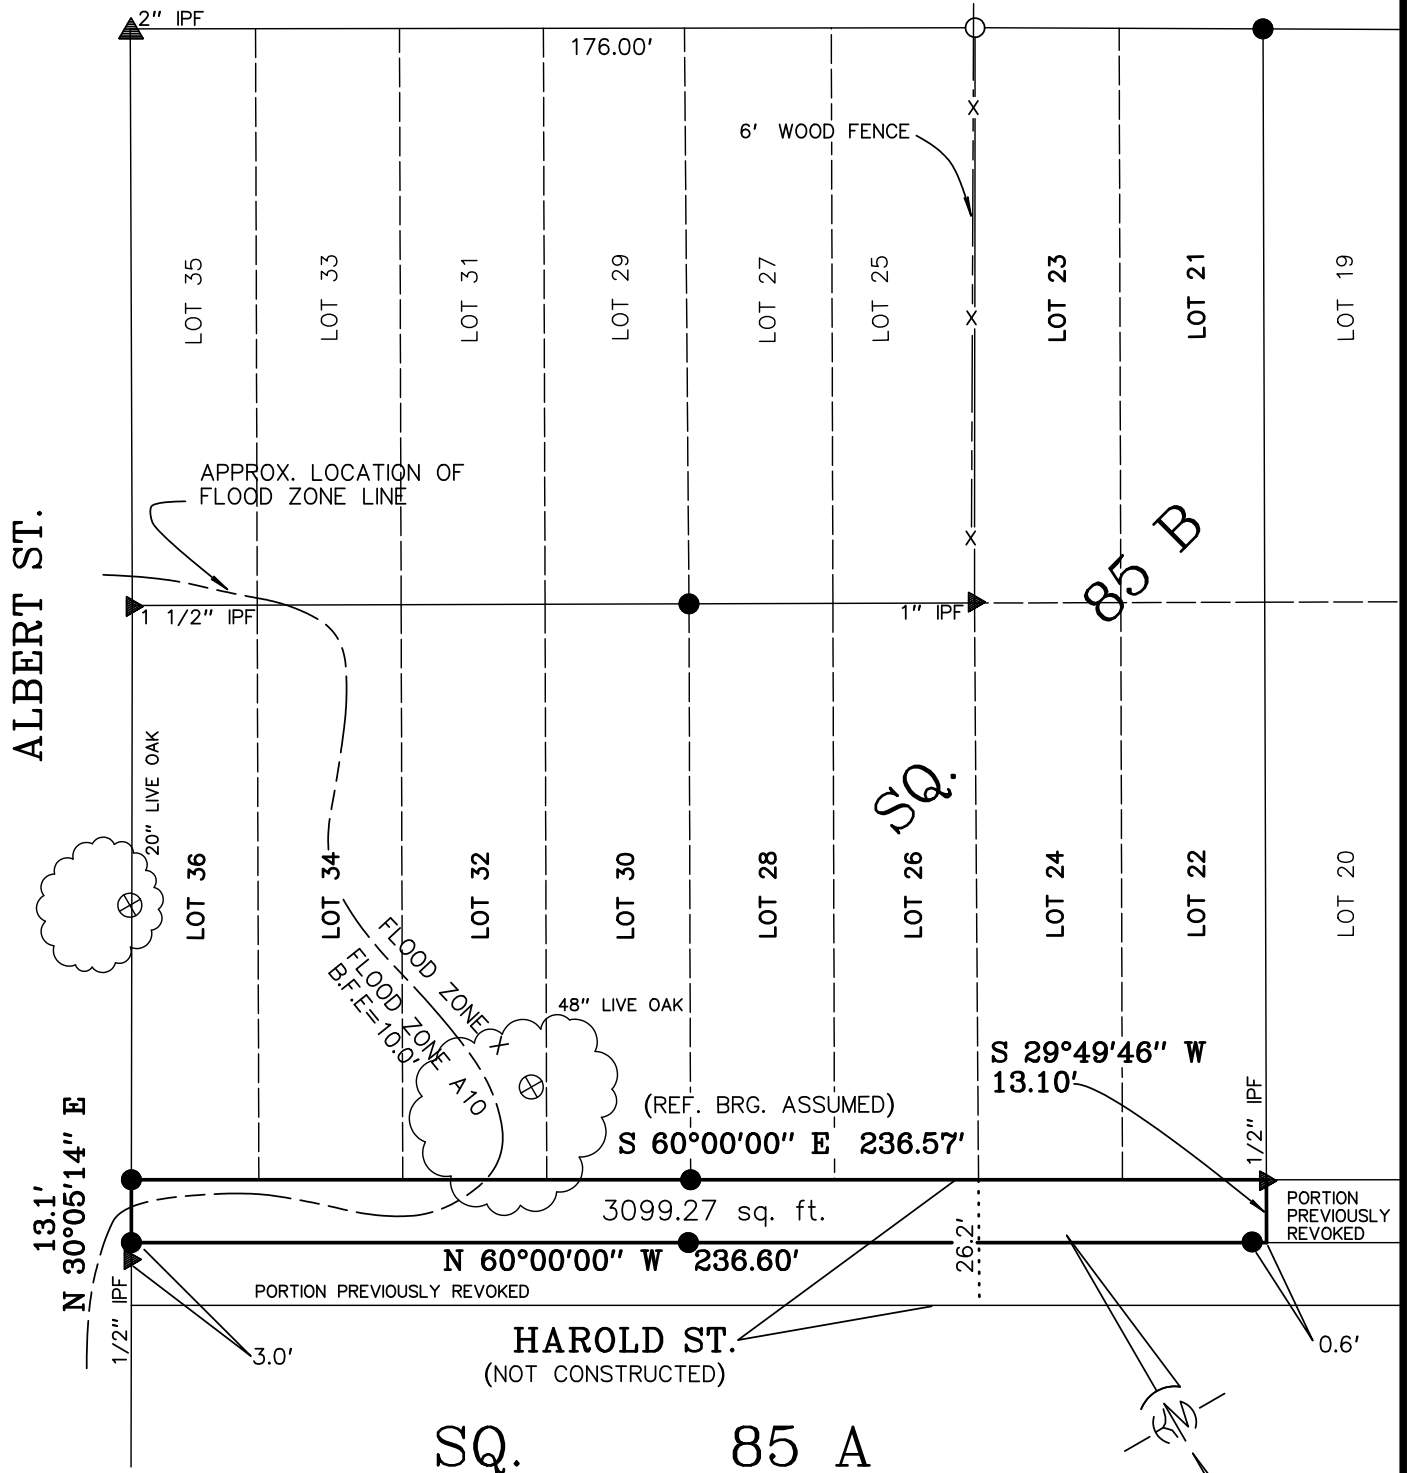 2" IPF
176.00'
6' WOOD FENCE
LOT 35
LOT 33
LOT 31
LOT 29
LOT 27
LOT 25
LOT 23
LOT 21
LOT 19
APPROX. LOCATION OF
FLOOD ZONE LINE
ALBERT ST.
85 B
1 1/2" IPF
1" IPF
SQ.
20" LIVE OAK
LOT 36
LOT 34
LOT 32
LOT 30
LOT 28
LOT 26
LOT 24
LOT 22
LOT 20
FLOOD ZONE X
FLOOD ZONE A10
B.F.E=10.0'
48" LIVE OAK
S 29°49'46" W
13.10'
(REF. BRG. ASSUMED)
S 60°00'00" E 236.57'
1/2" IPF
13.1'
N 30°05'14" E
3099.27 sq. ft.
26.2'
PORTION
PREVIOUSLY
REVOKED
N 60°00'00" W 236.60'
PORTION PREVIOUSLY REVOKED
1/2" IPF
3.0'
HAROLD ST.
(NOT CONSTRUCTED)
0.6'
N
SQ. 85 A